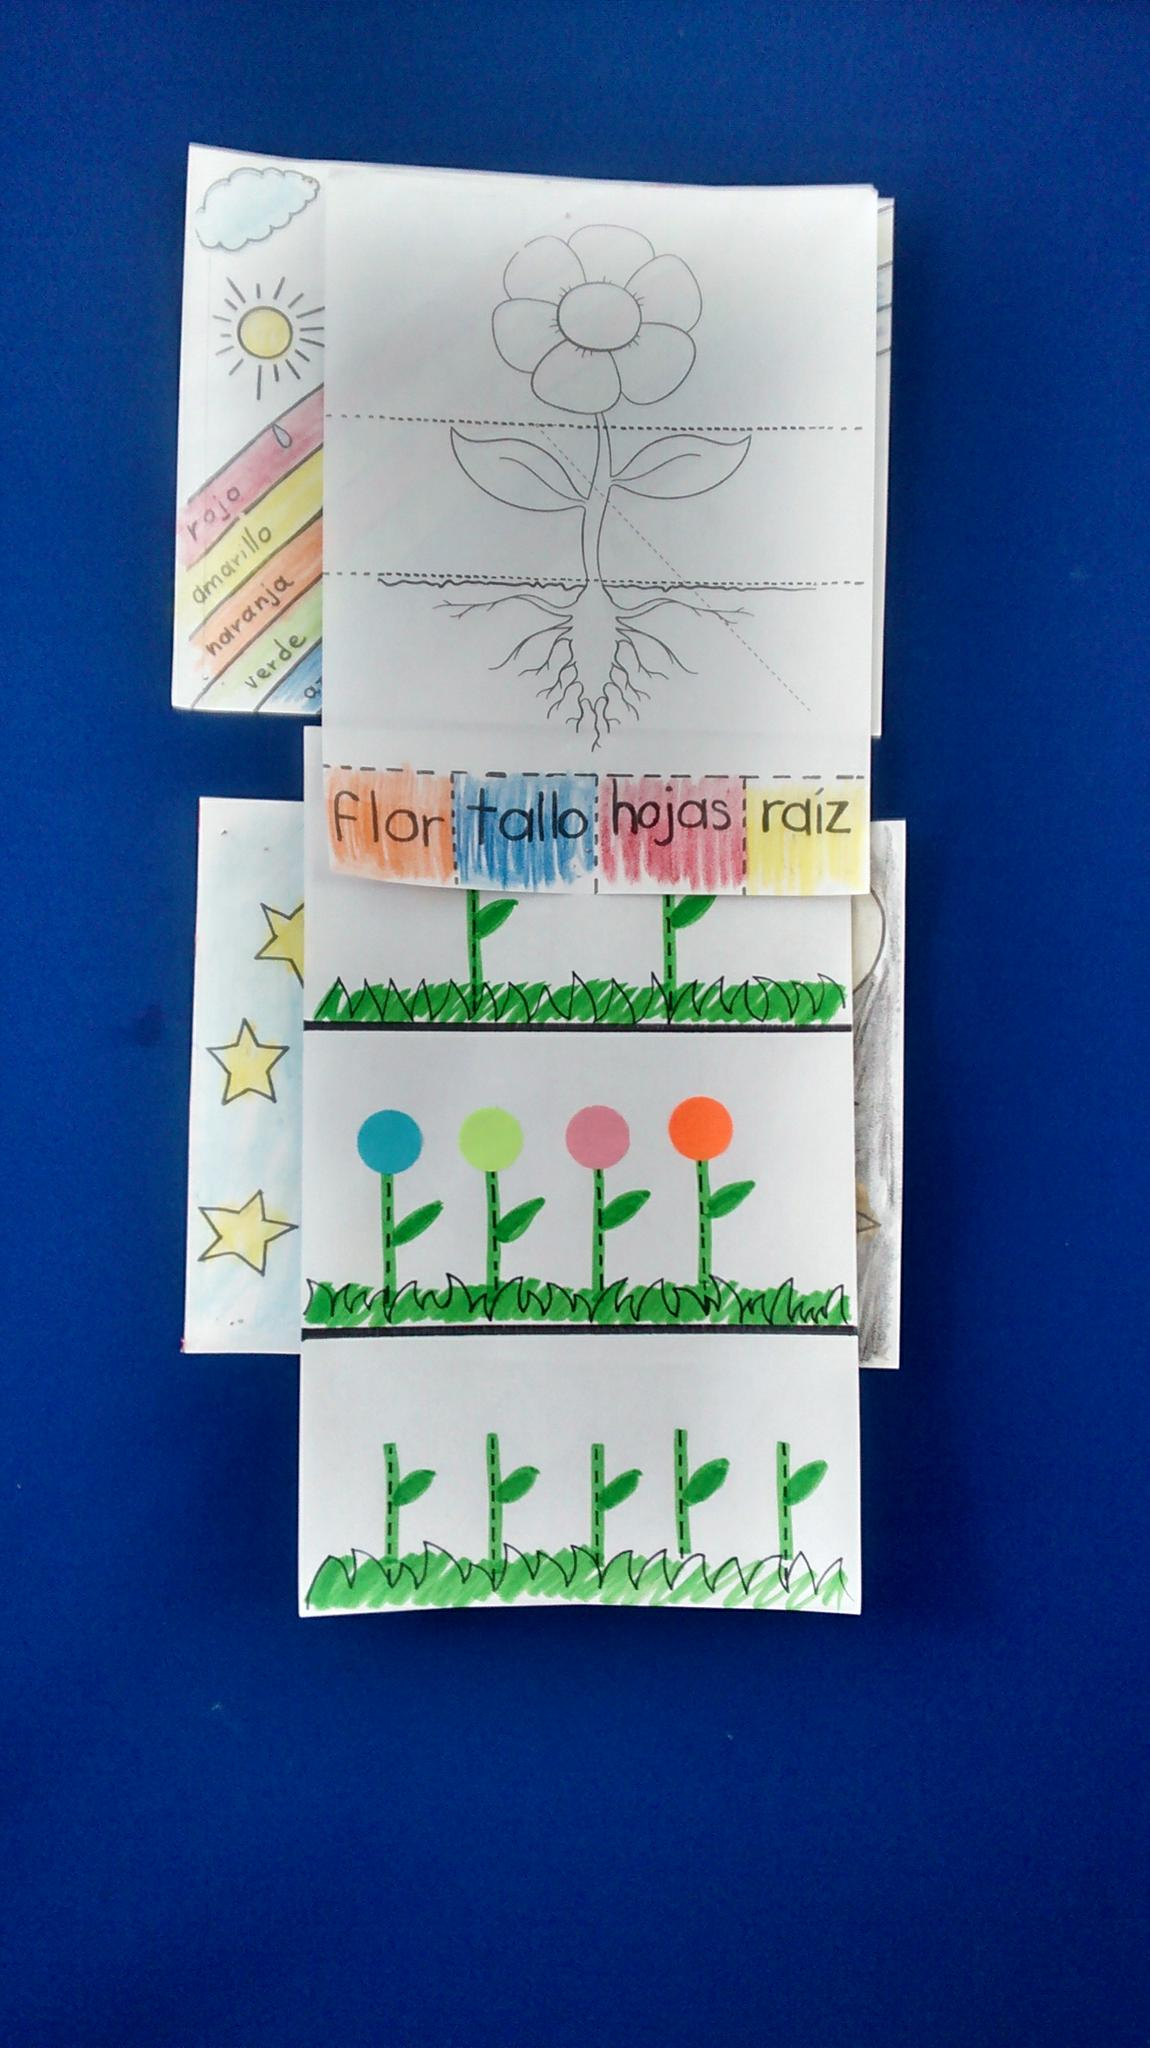 rojo
amarillo
naranja
verde
flor tallo hojas raíz